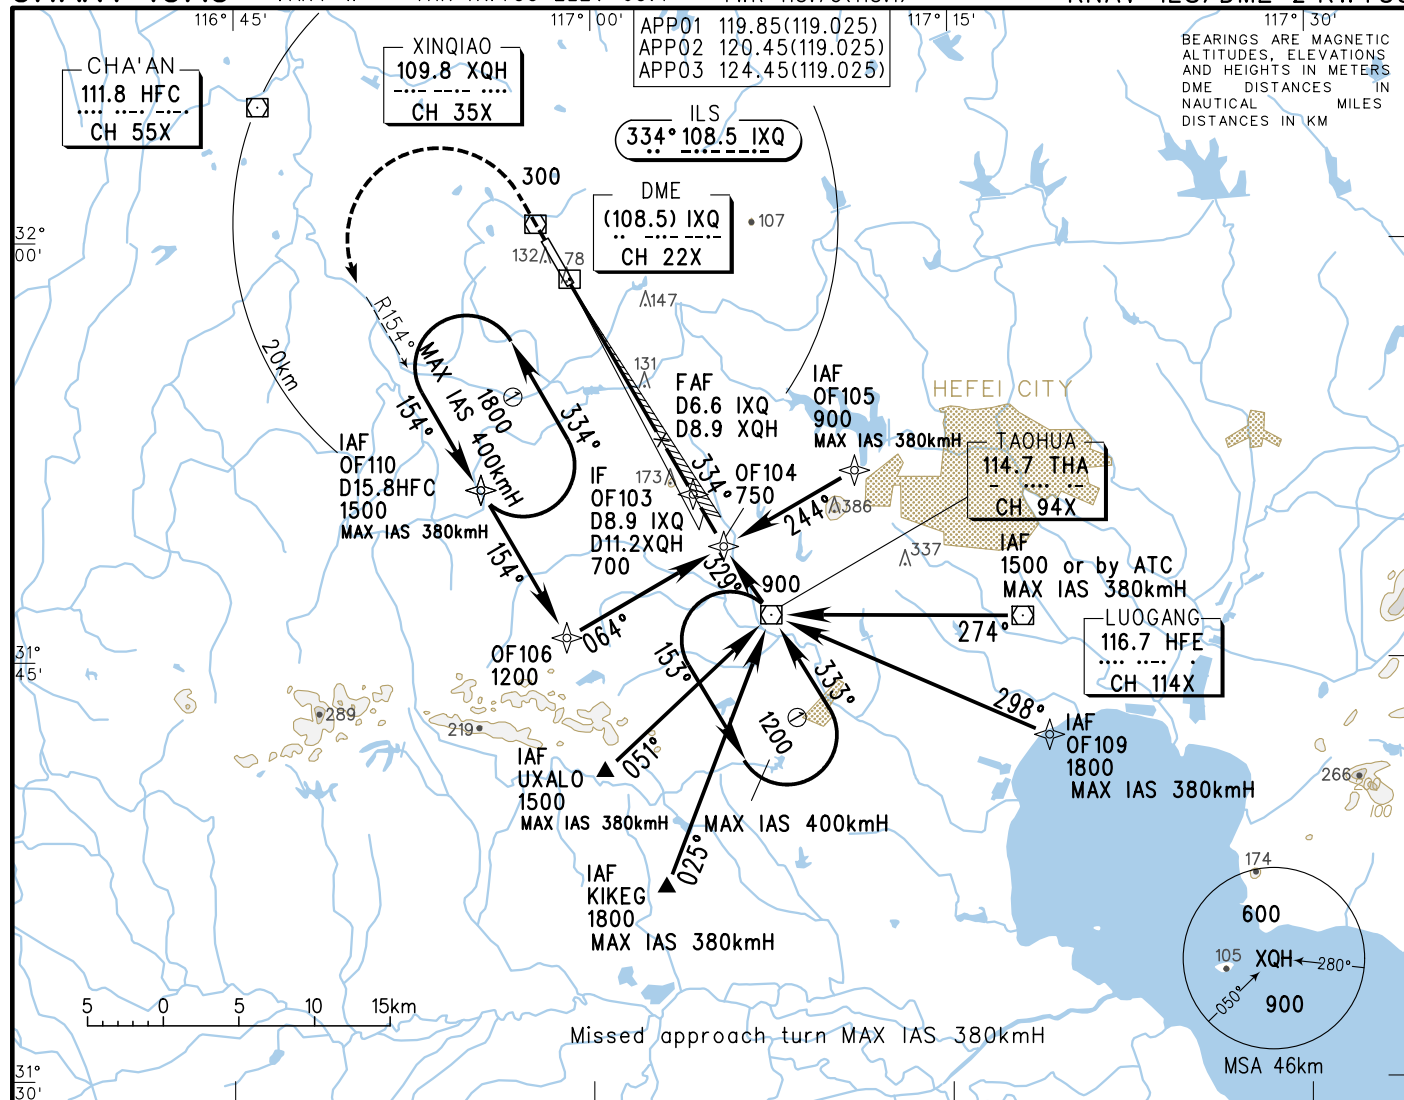 116°45'
117°00'
117°15'
117°30'
APP01 119.85(119.025)
APP02 120.45(119.025)
APP03 124.45(119.025)
BEARINGS ARE MAGNETIC
ALTITUDES, ELEVATIONS
AND HEIGHTS IN METERS
DME DISTANCES IN
NAUTICAL MILES
DISTANCES IN KM
CHA'AN
111.8 HFC
CH 55X
XINQIAO
109.8 XQH
CH 35X
ILS
334° 108.5 IXQ
DME
(108.5) IXQ
CH 22X
300
107
132
78
147
32°
00'
R154°
20km
131
MAX IAS 400kmH
1800
1
154°
334°
FAF
D6.6 IXQ
D8.9 XQH
IAF
OF105
900
MAX IAS 380kmH
HEFEI CITY
TAOHUA
114.7 THA
CH 94X
IAF
OF110
D15.8HFC
1500
MAX IAS 380kmH
IF
OF103
D8.9 IXQ
D11.2XQH
700
173
334°
OF104
750
244°
386
337
154°
329°
900
IAF
1500 or by ATC
MAX IAS 380kmH
274°
LUOGANG
116.7 HFE
CH 114X
064°
OF106
1200
31°
45'
153°
333°
298°
289
219
1200
1
051°
IAF
UXALO
1500
MAX IAS 380kmH
IAF
OF109
1800
MAX IAS 380kmH
266
200
100
MAX IAS 400kmH
025°
IAF
KIKEG
1800
MAX IAS 380kmH
174
600
105
XQH
280°
050°
900
MSA 46km
5 0 5 10 15km
Missed approach turn MAX IAS 380kmH
31°
30'